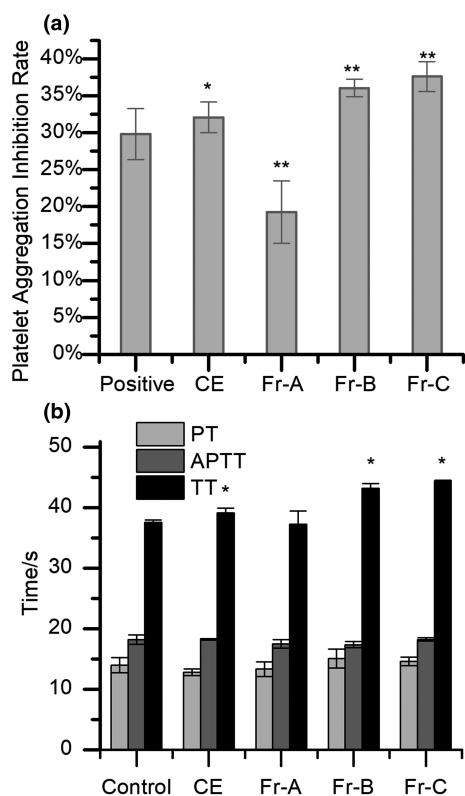 (a)
Platelet Aggregation Inhibition Rate
40%
35%
30%
25%
20%
15%
10%
5%
0%
*
**
**
**
Positive CE Fr-A Fr-B Fr-C
(b)
PT
APTT
TT
Time/s
50
40
30
20
10
0
*
*
*
Control CE Fr-A Fr-B Fr-C